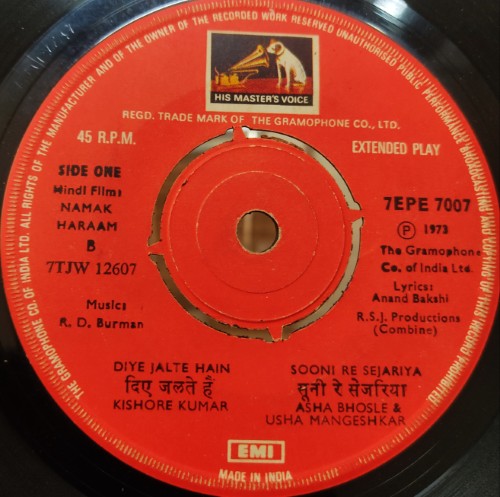 THE GRAMOPHONE CO. OF INDIA LTD. ALL RIGHTS OF THE MANUFACTURER AND OF THE OWNER OF THE RECORDED WORK RESERVED UNAUTHORISED PUBLIC PERFORMANCE BROADCASTING AND COPYING OF THIS RECORD PROHIBITED
HIS MASTER'S VOICE
REGD. TRADE MARK OF THE GRAMOPHONE CO., LTD.
45 R.P.M.
EXTENDED PLAY
SIDE ONE
Hindi Film:
NAMAK
HARAAM
B
7TJW 12607
Music:
R. D. Burman
7EPE 7007
Ⓟ 1973
The Gramophone
Co. of India Ltd.
Lyrics:
Anand Bakshi
R.S.J. Productions
(Combine)
DIYE JALTE HAIN
दिए जलते हैं
KISHORE KUMAR
SOONI RE SEJARIYA
सूनी रे सेजरिया
ASHA BHOSLE &
USHA MANGESHKAR
EMI
MADE IN INDIA